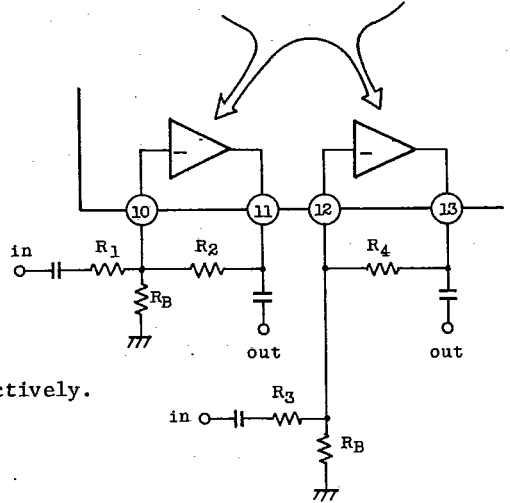 10 11 12 13
in R1 R2 R4
RB
out out
ctively.
in R3
RB